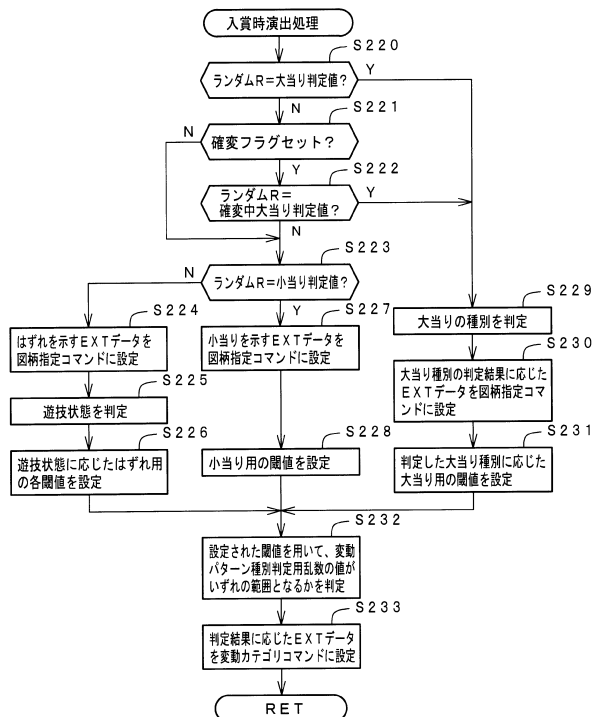 入賞時演出処理
S220
ランダムR=大当り判定値?
Y
N
S221
確変フラグセット?
N
Y
S222
ランダムR=
確変中大当り判定値?
Y
N
S223
ランダムR=小当り判定値?
N
Y
S224
はずれを示すEXTデータを
図柄指定コマンドに設定
S225
遊技状態を判定
S226
遊技状態に応じたはずれ用
の各閾値を設定
S227
小当りを示すEXTデータを
図柄指定コマンドに設定
S228
小当り用の閾値を設定
S229
大当りの種別を判定
S230
大当り種別の判定結果に応じた
EXTデータを図柄指定コマ
ンドに設定
S231
判定した大当り種別に応じた
大当り用の閾値を設定
S232
設定された閾値を用いて、変動
パターン種別判定用乱数の値が
いずれの範囲となるかを判定
S233
判定結果に応じたEXTデータ
を変動カテゴリコマンドに設定
RET